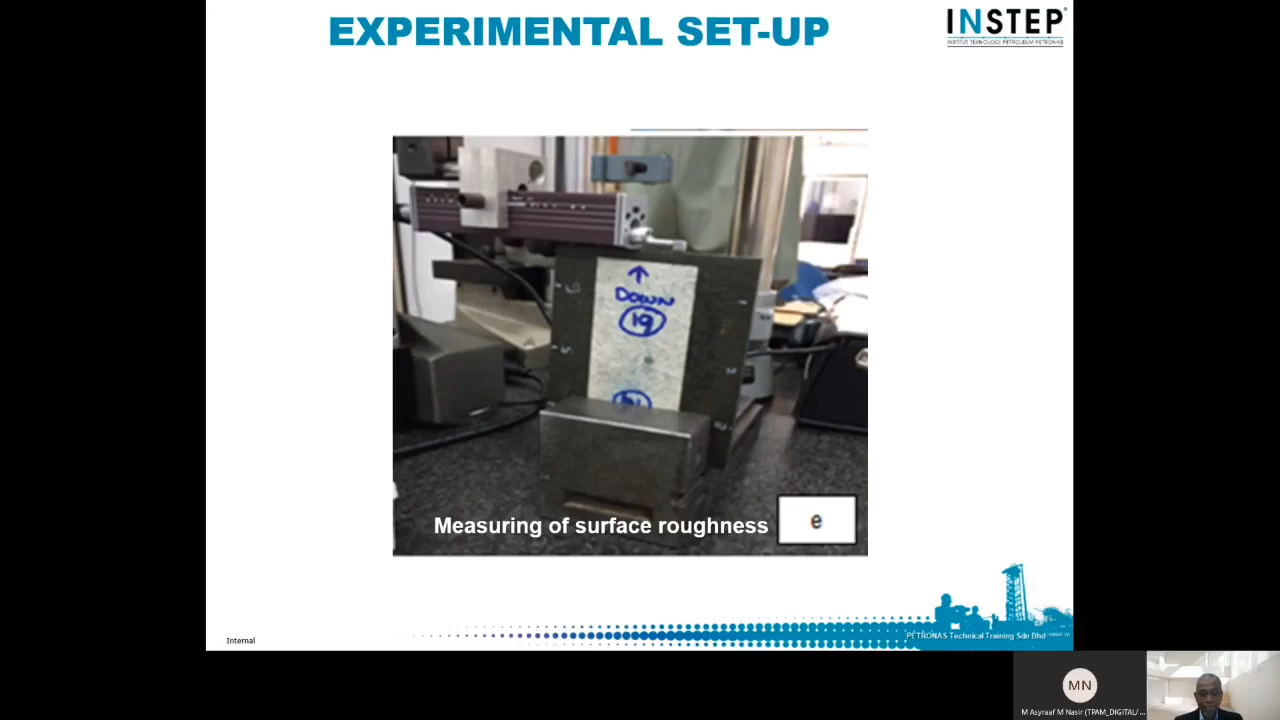 EXPERIMENTAL SET-UP
INSTEP
INSTITUT TEKNOLOGI PETROLEUM PETRONAS
DOWN
19
Measuring of surface roughness
e
Internal
PETRONAS Technical Training Sdn Bhd
MN
M Asyraaf M Nasir (TPAM_DIGITAL/...